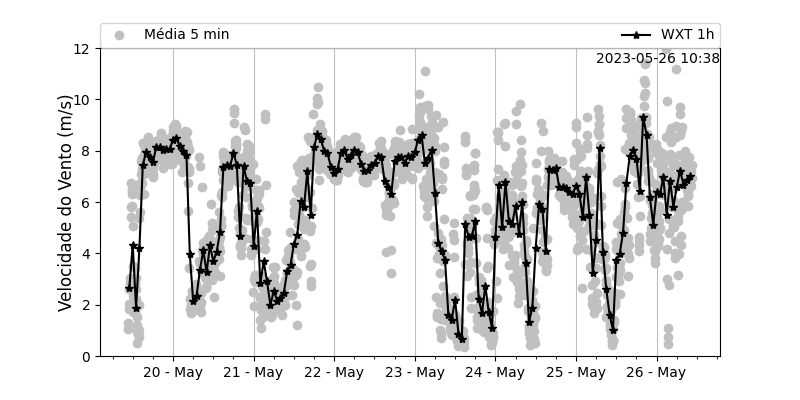 Média 5 min
WXT 1h
2023-05-26 10:38
Velocidade do Vento (m/s)
12
10
8
6
4
2
0
20 - May
21 - May
22 - May
23 - May
24 - May
25 - May
26 - May